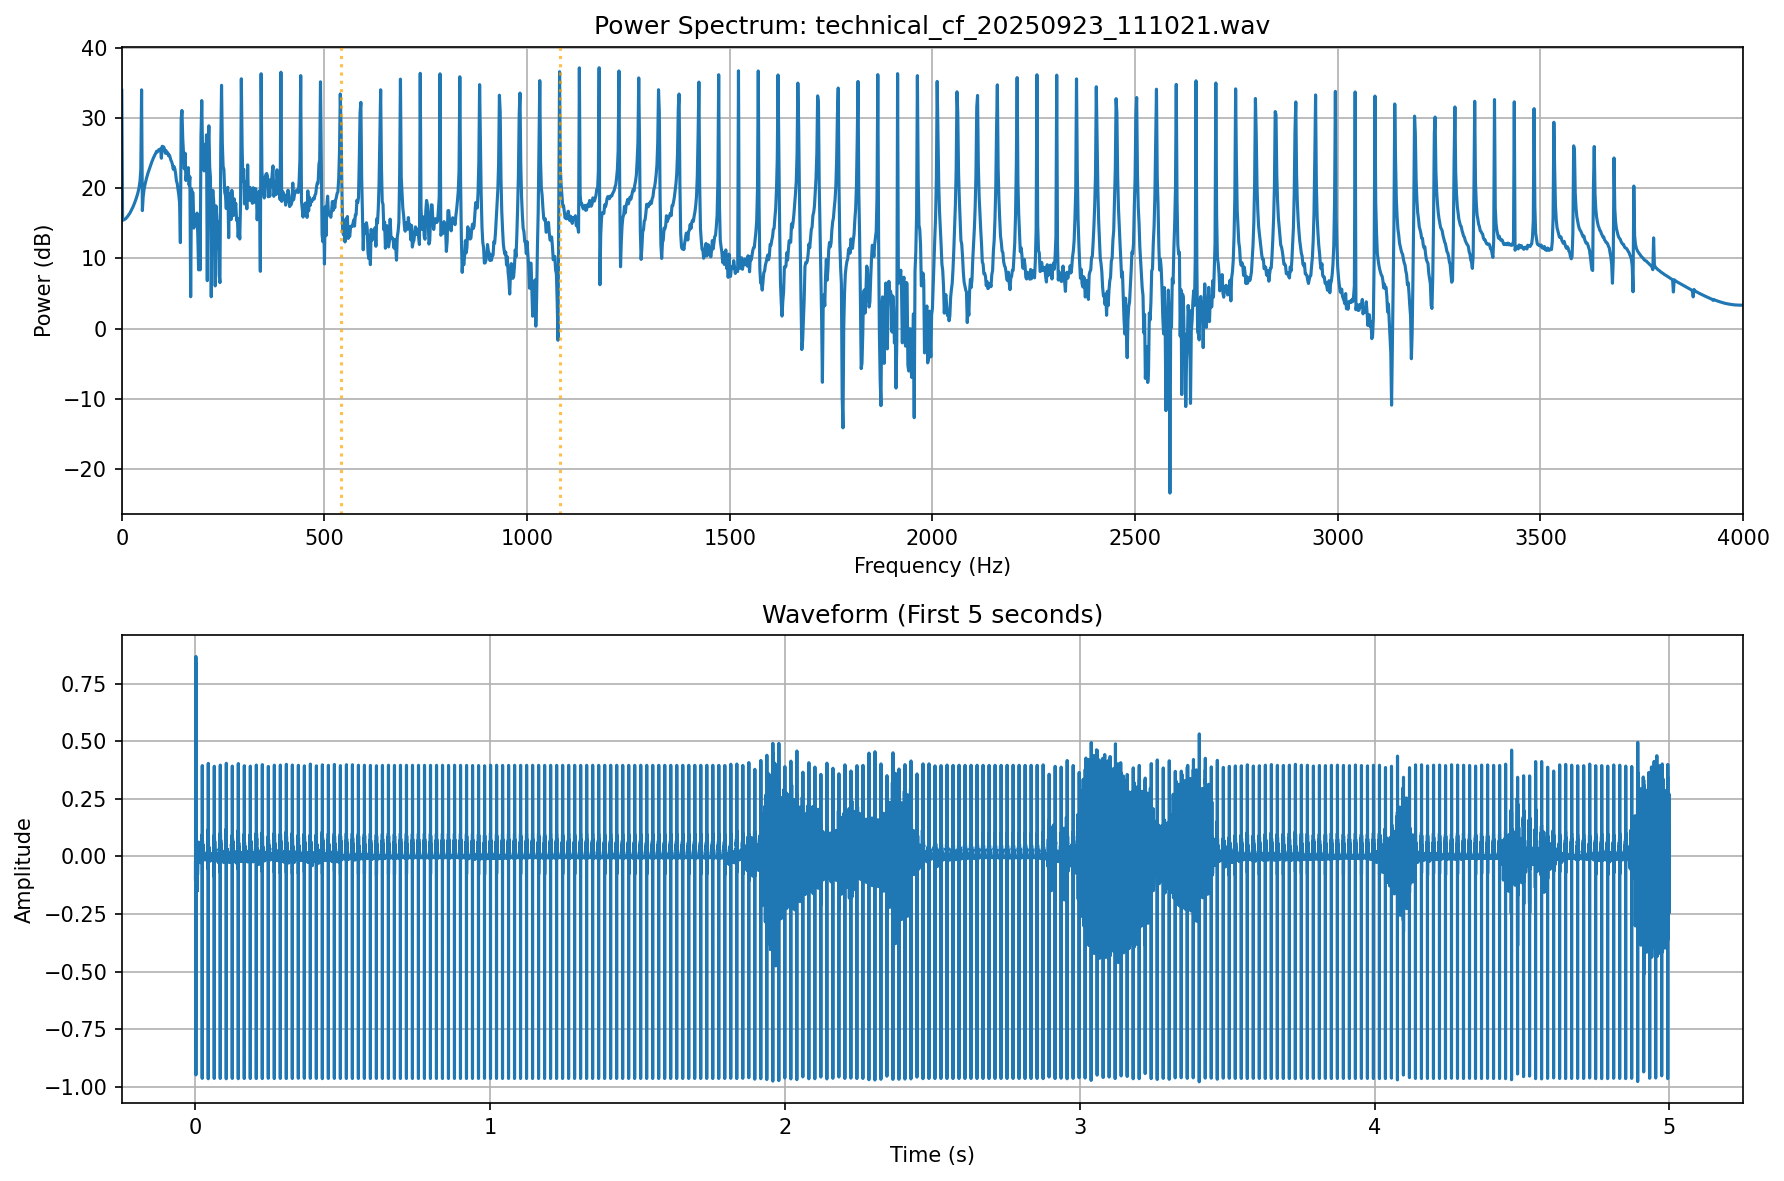 Power Spectrum: technical_cf_20250923_111021.wav
40
30
20
10
0
−10
−20
Power (dB)
0 500 1000 1500 2000 2500 3000 3500 4000
Frequency (Hz)
Waveform (First 5 seconds)
0.75
0.50
0.25
0.00
−0.25
−0.50
−0.75
−1.00
Amplitude
0 1 2 3 4 5
Time (s)